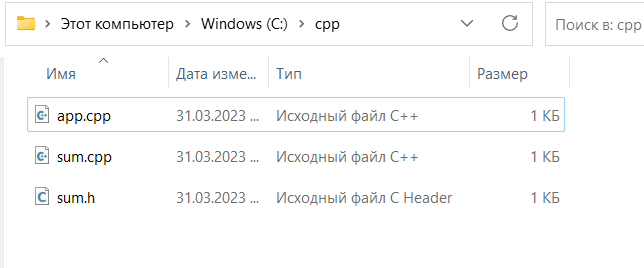 Этот компьютер > Windows (C:) > cpp Поиск в: cpp
Имя Дата изме... Тип Размер
app.cpp 31.03.2023 ... Исходный файл C++ 1 КБ
sum.cpp 31.03.2023 ... Исходный файл C++ 1 КБ
sum.h 31.03.2023 ... Исходный файл C Header 1 КБ